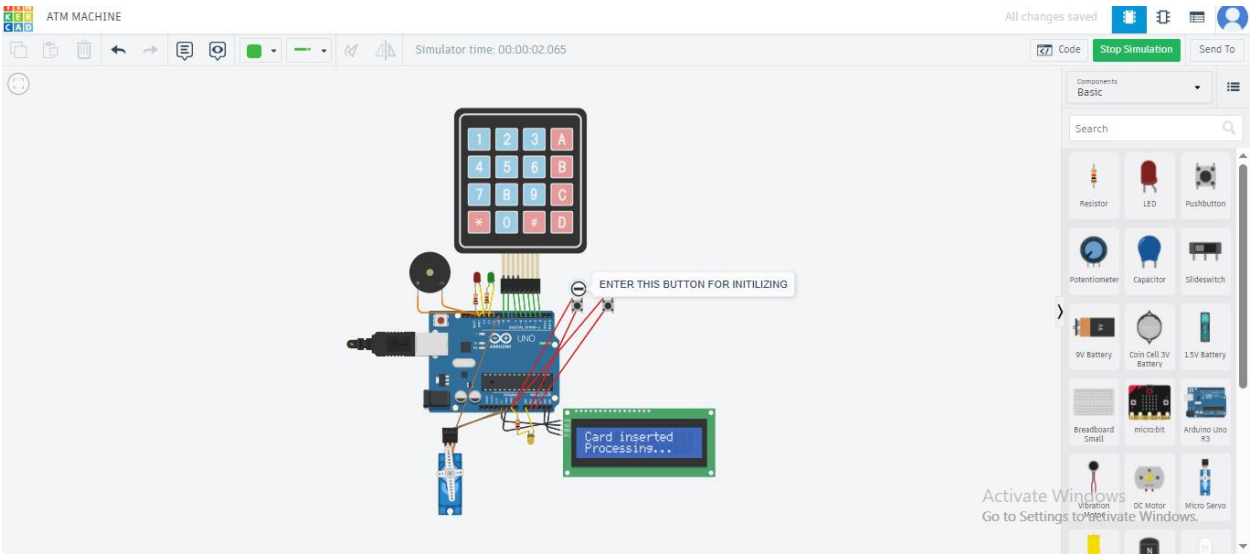 TINKERCAD
ATM MACHINE
All changes saved
Simulator time: 00:00:02.065
Code
Stop Simulation
Send To
Components
Basic
Search
1 2 3 A
4 5 6 B
7 8 9 C
* 0 # D
ENTER THIS BUTTON FOR INITILIZING
UNO
ARDUINO
Card inserted
Processing...
Resistor
LED
Pushbutton
Potentiometer
Capacitor
Slideswitch
9V Battery
Coin Cell 3V
Battery
1.5V Battery
Breadboard
Small
micro:bit
Arduino Uno
R3
Vibration
Motor
DC Motor
Micro Servo
Activate Windows
Go to Settings to activate Windows.